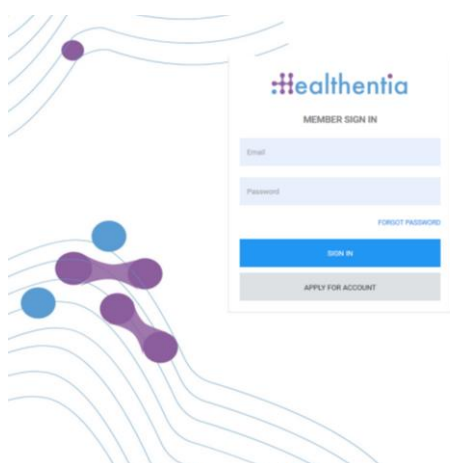 Healthentia
MEMBER SIGN IN
Email
Password
FORGOT PASSWORD
SIGN IN
APPLY FOR ACCOUNT